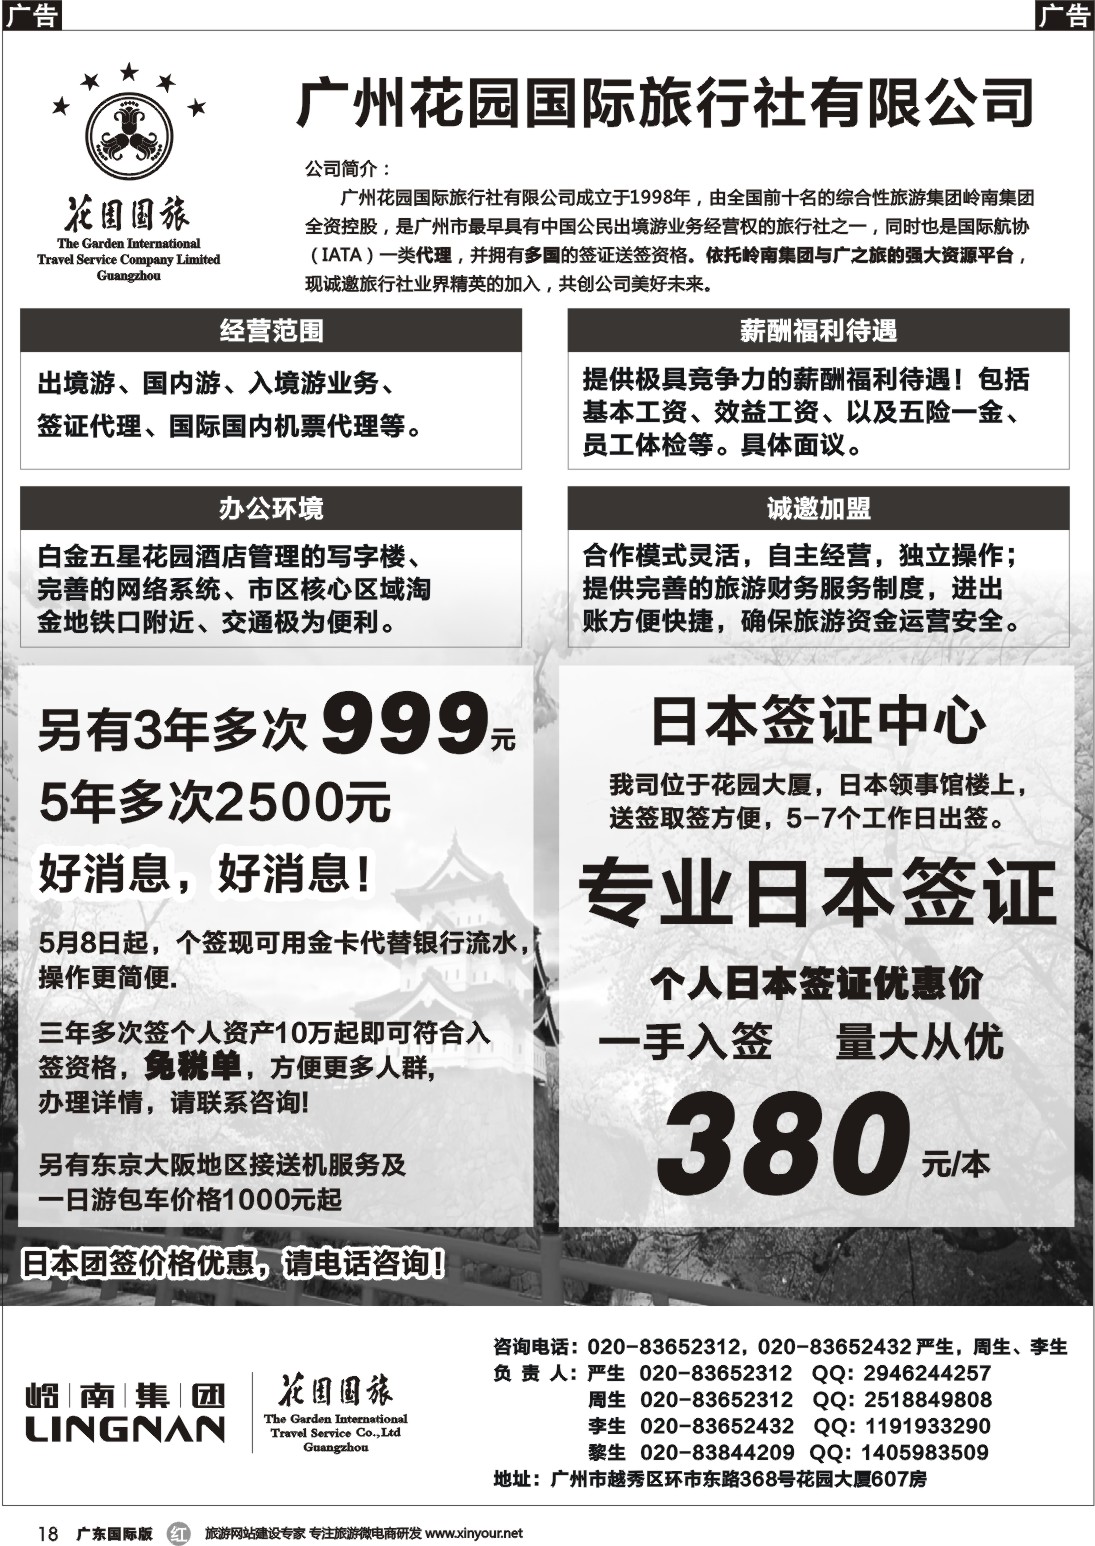 广告
广告
广州花园国际旅行社有限公司
花园国旅
The Garden International
Travel Service Company Limited
Guangzhou
公司简介：
广州花园国际旅行社有限公司成立于1998年，由全国前十名的综合性旅游集团岭南集团
全资控股，是广州市最早具有中国公民出境游业务经营权的旅行社之一，同时也是国际航协
（IATA）一类代理，并拥有多国的签证送签资格。依托岭南集团与广之旅的强大资源平台，
现诚邀旅行社业界精英的加入，共创公司美好未来。
经营范围
出境游、国内游、入境游业务、
签证代理、国际国内机票代理等。
薪酬福利待遇
提供极具竞争力的薪酬福利待遇！包括
基本工资、效益工资、以及五险一金、
员工体检等。具体面议。
办公环境
白金五星花园酒店管理的写字楼、
完善的网络系统、市区核心区域淘
金地铁口附近、交通极为便利。
诚邀加盟
合作模式灵活，自主经营，独立操作；
提供完善的旅游财务服务制度，进出
账方便快捷，确保旅游资金运营安全。
另有3年多次999元
5年多次2500元
好消息，好消息！
5月8日起，个签现可用金卡代替银行流水，
操作更简便.
三年多次签个人资产10万起即可符合入
签资格，免税单，方便更多人群，
办理详情，请联系咨询!
另有东京大阪地区接送机服务及
一日游包车价格1000元起
日本团签价格优惠，请电话咨询！
日本签证中心
我司位于花园大厦，日本领事馆楼上，
送签取签方便，5-7个工作日出签。
专业日本签证
个人日本签证优惠价
一手入签 量大从优
380元/本
岭南集团
LINGNAN
花园国旅
The Garden International
Travel Service Co.,Ltd
Guangzhou
咨询电话：020-83652312，020-83652432 严生，周生、李生
负 责 人：严生 020-83652312 QQ：2946244257
周生 020-83652312 QQ：2518849808
李生 020-83652432 QQ：1191933290
黎生 020-83844209 QQ：1405983509
地址：广州市越秀区环市东路368号花园大厦607房
18 广东国际版 红 旅游网站建设专家 专注旅游微电商研发 www.xinyour.net